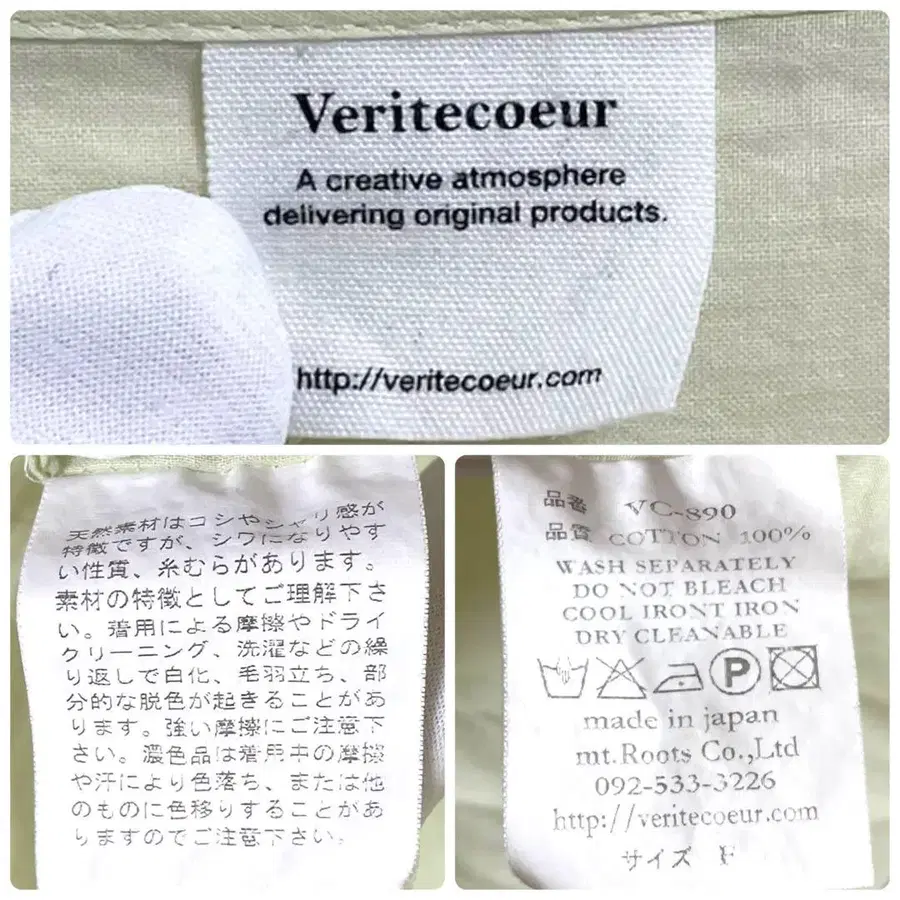 Veritecoeur
A creative atmosphere
delivering original products.
http://veritecoeur.com
天然素材はコシやシャリ感が
特徴ですが、シワになりやす
い性質、糸むらがあります。
素材の特徴としてご理解下さ
い。着用による摩擦やドライ
クリーニング、洗濯などの繰
り返しで白化、毛羽立ち、部
分的な脱色が起きることがあ
ります。強い摩擦にご注意下
さい。濃色品は着用中の摩擦
や汗により色落ち、または他
のものに色移りすることがあ
りますのでご注意下さい。
品番 VC-890
品質 COTTON 100%
WASH SEPARATELY
DO NOT BLEACH
COOL IRONT IRON
DRY CLEANABLE
P
made in japan
mt.Roots Co.,Ltd
092-533-3226
http://veritecoeur.com
サイズ F